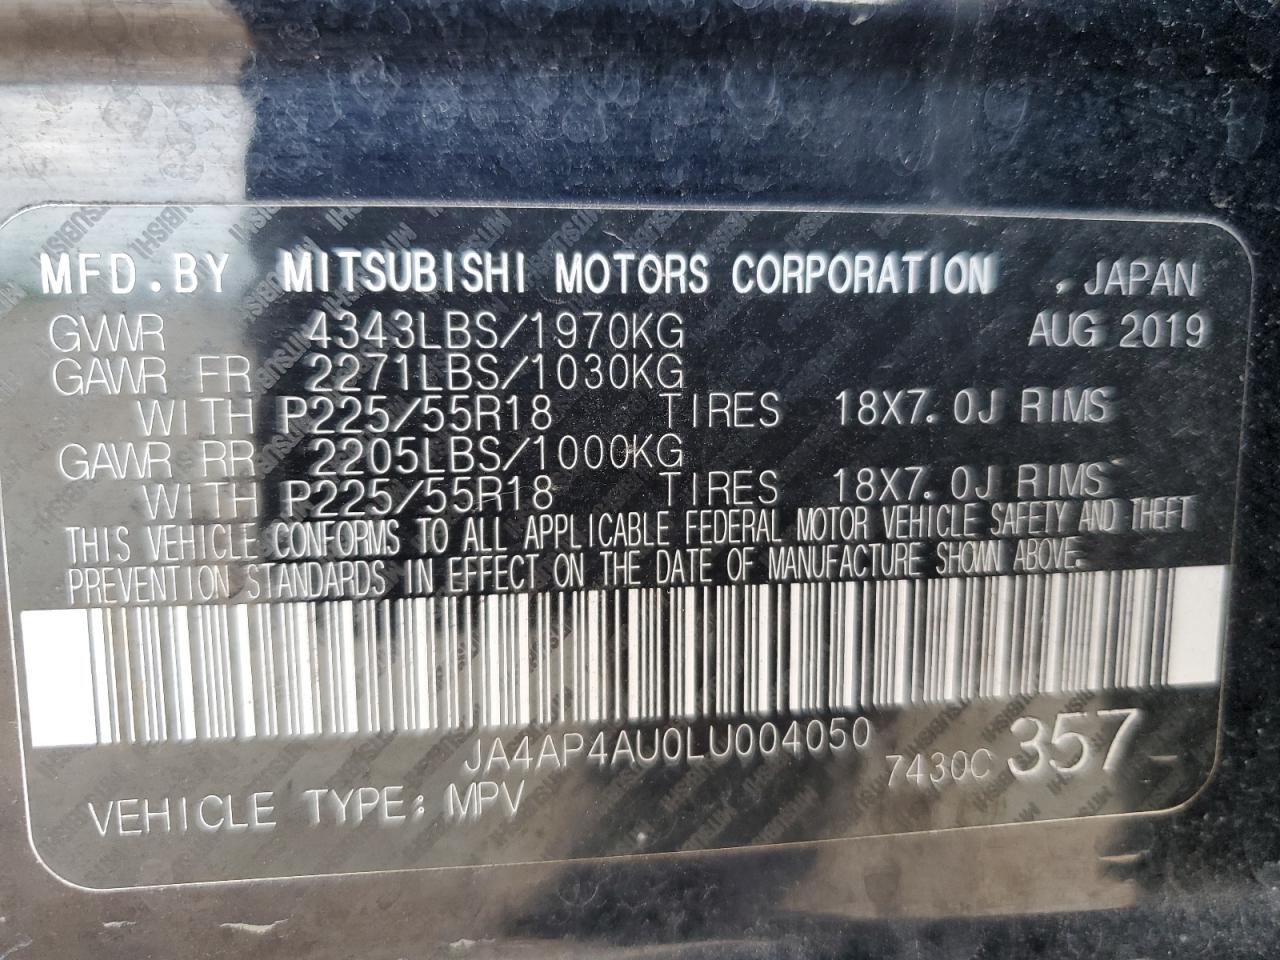 MFD.BY MITSUBISHI MOTORS CORPORATION , JAPAN
GVWR 4343LBS/1970KG AUG 2019
GAWR FR 2271LBS/1030KG
WITH P225/55R18 TIRES 18X7.0J RIMS
GAWR RR 2205LBS/1000KG
WITH P225/55R18 TIRES 18X7.0J RIMS
THIS VEHICLE CONFORMS TO ALL APPLICABLE FEDERAL MOTOR VEHICLE SAFETY AND THEFT
PREVENTION STANDARDS IN EFFECT ON THE DATE OF MANUFACTURE SHOWN ABOVE.
JA4AP4AU0LU004050 7430C 357
VEHICLE TYPE: MPV